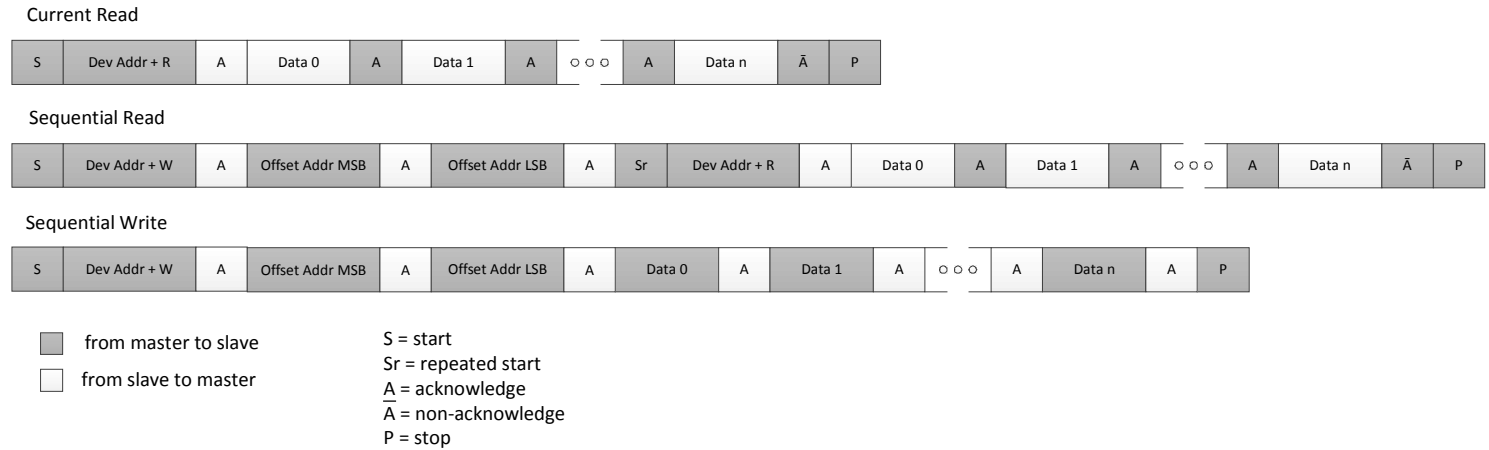 Current Read
S Dev Addr + R A Data 0 A Data 1 A A Data n Ā P
Sequential Read
S Dev Addr + W A Offset Addr MSB A Offset Addr LSB A Sr Dev Addr + R A Data 0 A Data 1 A A Data n Ā P
Sequential Write
S Dev Addr + W A Offset Addr MSB A Offset Addr LSB A Data 0 A Data 1 A A Data n A P
from master to slave
from slave to master
S = start
Sr = repeated start
A = acknowledge
Ā = non-acknowledge
P = stop